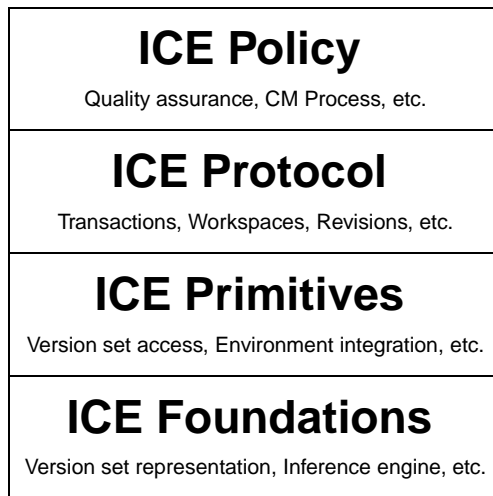 ICE Policy
Quality assurance, CM Process, etc.
ICE Protocol
Transactions, Workspaces, Revisions, etc.
ICE Primitives
Version set access, Environment integration, etc.
ICE Foundations
Version set representation, Inference engine, etc.